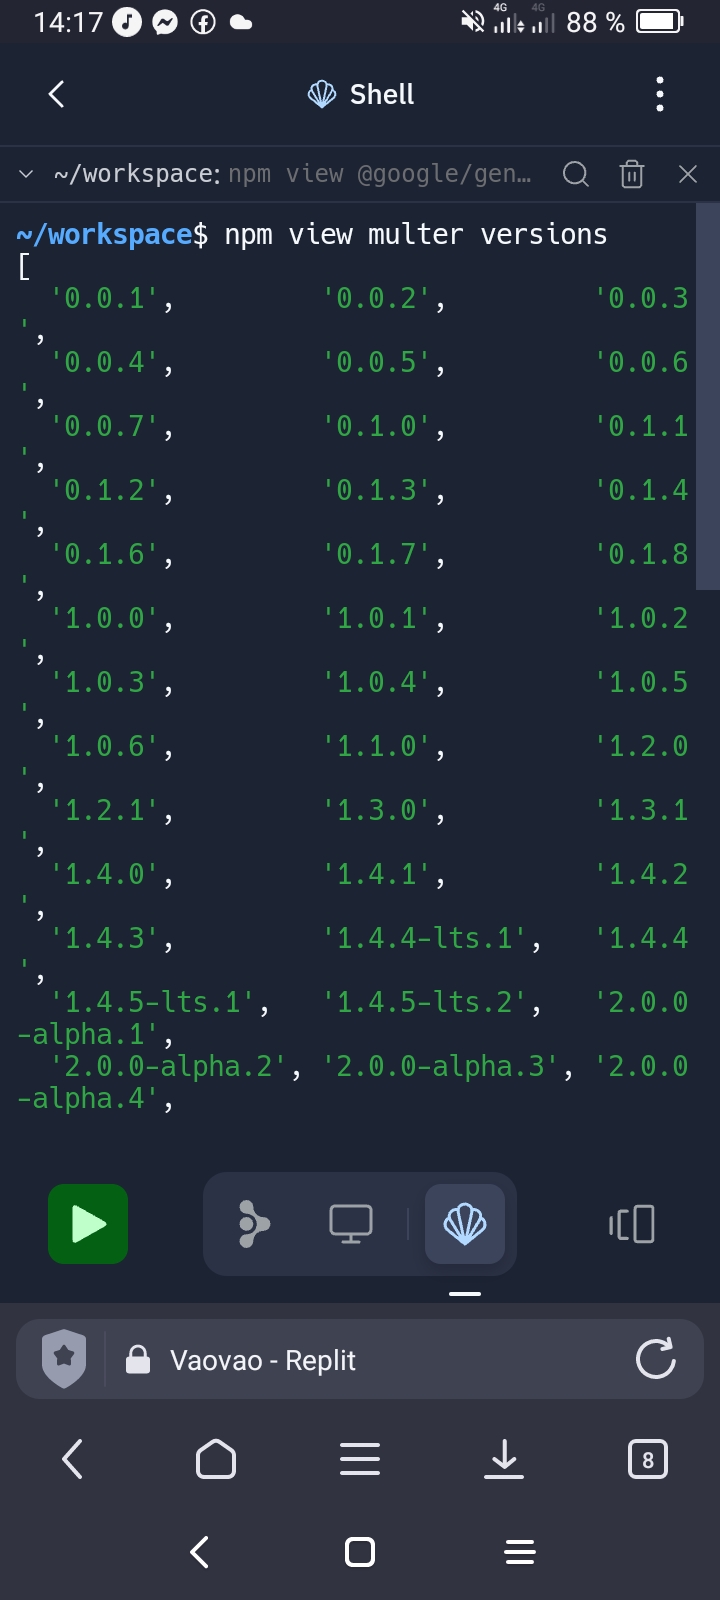 14:17
4G 4G 88 %
Shell
~/workspace: npm view @google/gen…
~/workspace$ npm view multer versions
[
'0.0.1', '0.0.2', '0.0.3
',
'0.0.4', '0.0.5', '0.0.6
',
'0.0.7', '0.1.0', '0.1.1
',
'0.1.2', '0.1.3', '0.1.4
',
'0.1.6', '0.1.7', '0.1.8
',
'1.0.0', '1.0.1', '1.0.2
',
'1.0.3', '1.0.4', '1.0.5
',
'1.0.6', '1.1.0', '1.2.0
',
'1.2.1', '1.3.0', '1.3.1
',
'1.4.0', '1.4.1', '1.4.2
',
'1.4.3', '1.4.4-lts.1', '1.4.4
',
'1.4.5-lts.1', '1.4.5-lts.2', '2.0.0
-alpha.1',
'2.0.0-alpha.2', '2.0.0-alpha.3', '2.0.0
-alpha.4',
Vaovao - Replit
8